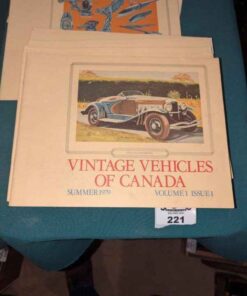 VINTAGE VEHICLES
OF CANADA
SUMMER 1979 VOLUME 1 ISSUE 1
221